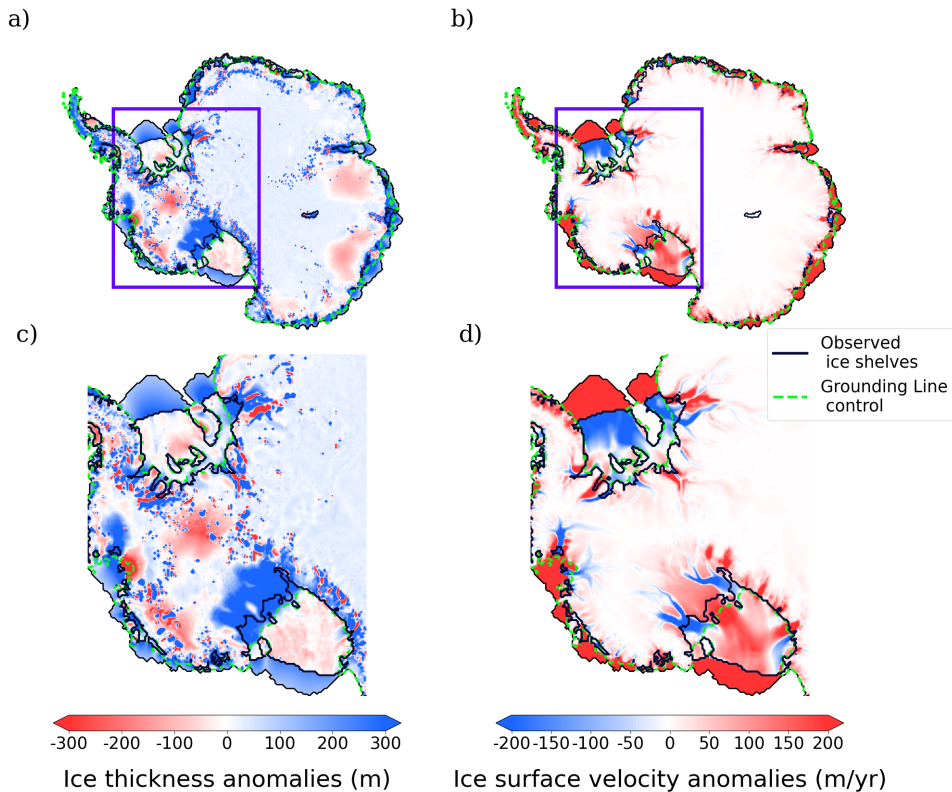 a)
b)
c)
d)
Observed
ice shelves
Grounding Line
control
-300 -200 -100 0 100 200 300
Ice thickness anomalies (m)
-200 -150 -100 -50 0 50 100 150 200
Ice surface velocity anomalies (m/yr)